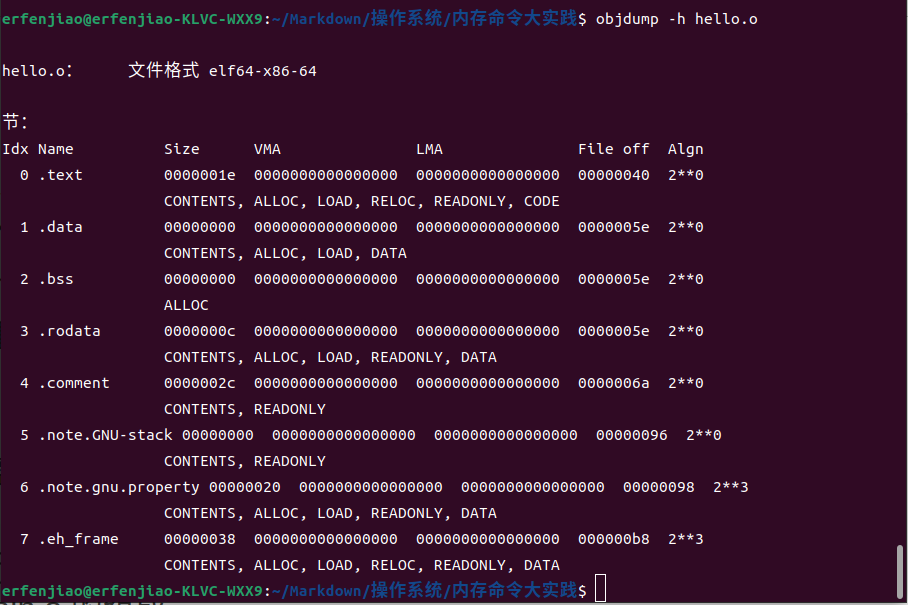 erfenjiao@erfenjiao-KLVC-WXX9:~/Markdown/操作系统/内存命令大实践$ objdump -h hello.o
hello.o：     文件格式 elf64-x86-64
节：
Idx Name          Size      VMA               LMA               File off  Algn
  0 .text         0000001e  0000000000000000  0000000000000000  00000040  2**0
                  CONTENTS, ALLOC, LOAD, RELOC, READONLY, CODE
  1 .data         00000000  0000000000000000  0000000000000000  0000005e  2**0
                  CONTENTS, ALLOC, LOAD, DATA
  2 .bss          00000000  0000000000000000  0000000000000000  0000005e  2**0
                  ALLOC
  3 .rodata       0000000c  0000000000000000  0000000000000000  0000005e  2**0
                  CONTENTS, ALLOC, LOAD, READONLY, DATA
  4 .comment      0000002c  0000000000000000  0000000000000000  0000006a  2**0
                  CONTENTS, READONLY
  5 .note.GNU-stack 00000000  0000000000000000  0000000000000000  00000096  2**0
                  CONTENTS, READONLY
  6 .note.gnu.property 00000020  0000000000000000  0000000000000000  00000098  2**3
                  CONTENTS, ALLOC, LOAD, READONLY, DATA
  7 .eh_frame     00000038  0000000000000000  0000000000000000  000000b8  2**3
                  CONTENTS, ALLOC, LOAD, RELOC, READONLY, DATA
erfenjiao@erfenjiao-KLVC-WXX9:~/Markdown/操作系统/内存命令大实践$